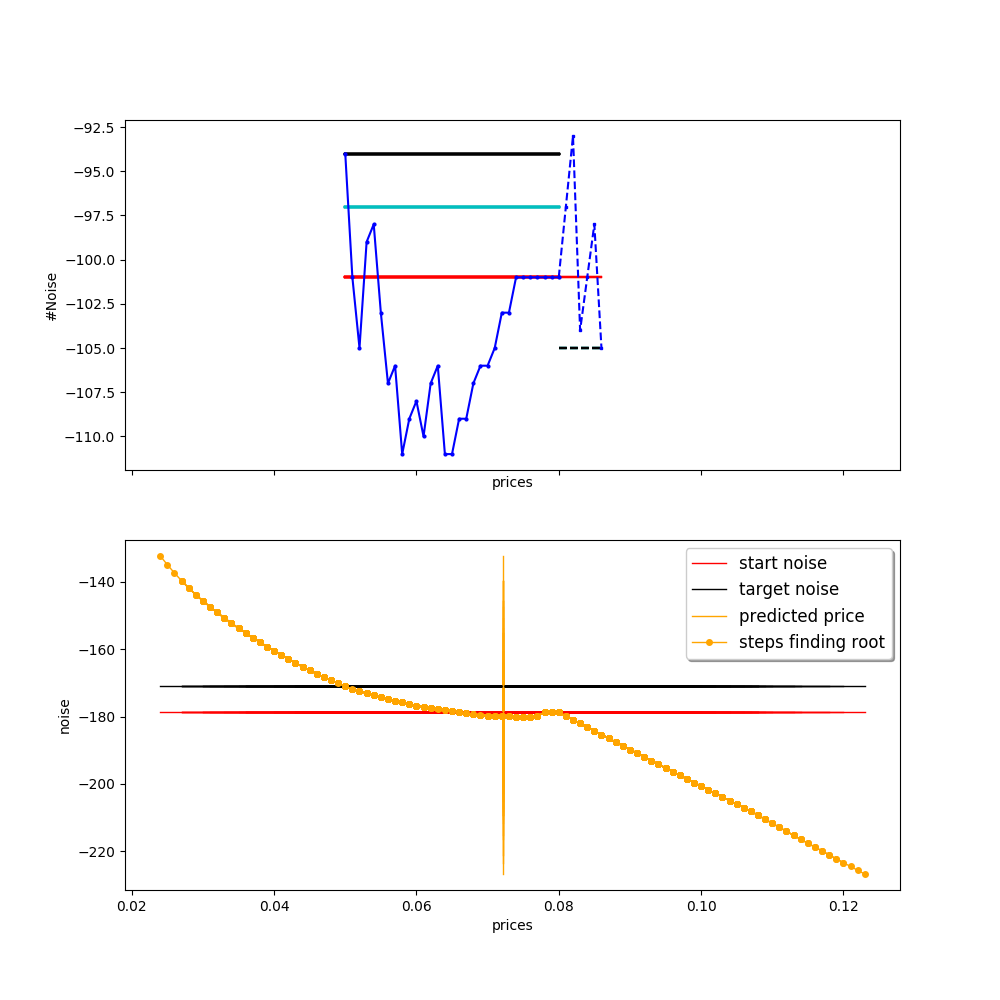 −92.5
−95.0
−97.5
−100.0
−102.5
−105.0
−107.5
−110.0
#Noise
prices
start noise
target noise
predicted price
steps finding root
−140
−160
−180
−200
−220
noise
0.02 0.04 0.06 0.08 0.10 0.12
prices